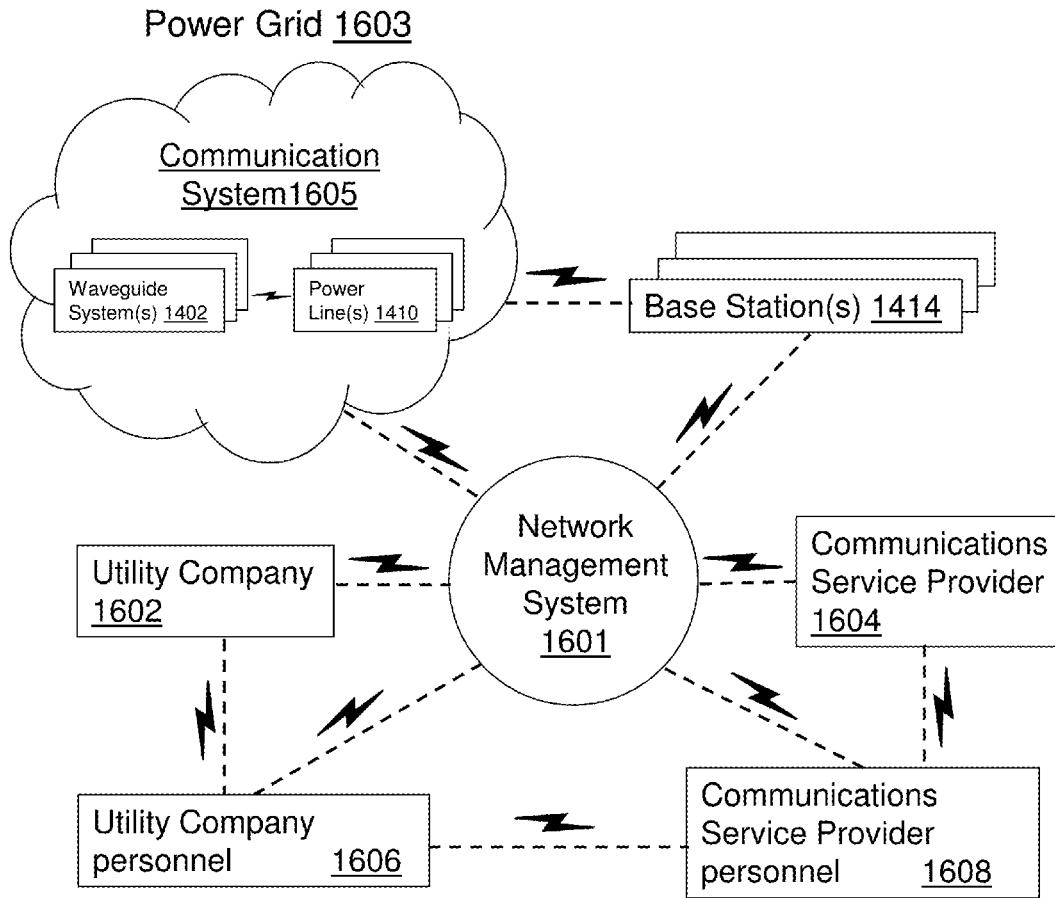 Power Grid 1603
Communication
System1605
Waveguide
System(s) 1402
Power
Line(s) 1410
Base Station(s) 1414
Network
Management
System
1601
Utility Company
1602
Communications
Service Provider
1604
Utility Company
personnel 1606
Communications
Service Provider
personnel 1608